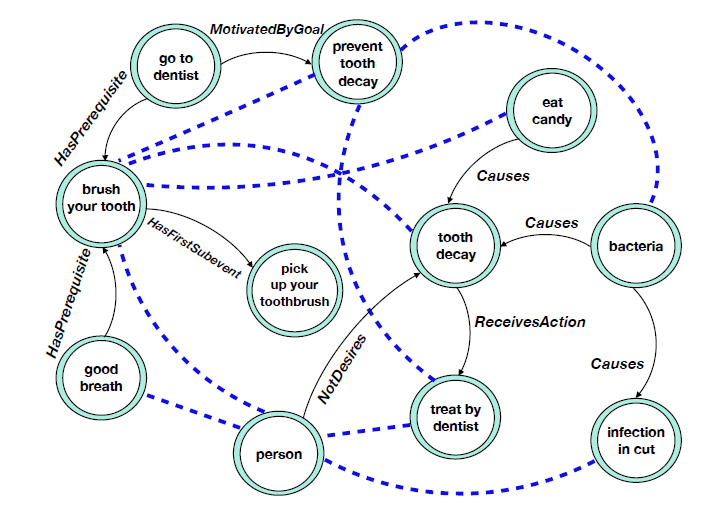 MotivatedByGoal
go to
dentist
prevent
tooth
decay
HasPrerequisite
eat
candy
Causes
brush
your tooth
HasFirstSubevent
tooth
decay
Causes
bacteria
pick
up your
toothbrush
HasPrerequisite
good
breath
NotDesires
ReceivesAction
Causes
treat by
dentist
person
infection
in cut